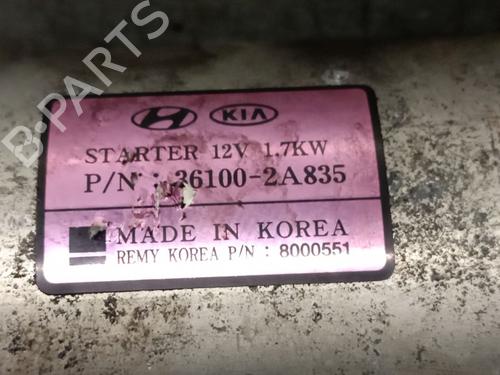 KIA
STARTER 12V 1.7KW
P/N : 36100-2A835
MADE IN KOREA
REMY KOREA P/N : 8000551
B-PARTS